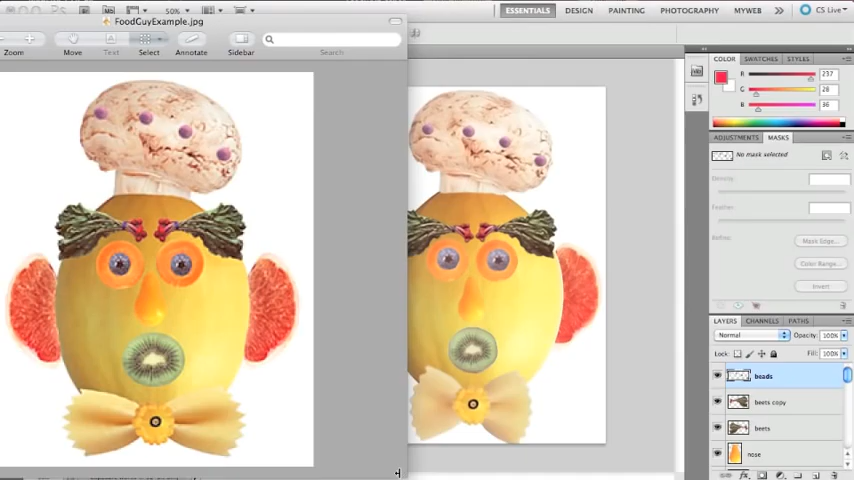 50%
ESSENTIALS DESIGN PAINTING PHOTOGRAPHY MYWEB CS Live
FoodGuyExample.jpg
Zoom Move Text Select Annotate Sidebar Search
COLOR SWATCHES STYLES
R 237
G 28
B 36
ADJUSTMENTS MASKS
No mask selected
Density:
Feather:
Refine:
Mask Edge...
Color Range...
Invert
LAYERS CHANNELS PATHS
Normal Opacity: 100%
Lock: Fill: 100%
beads
beets copy
beets
nose